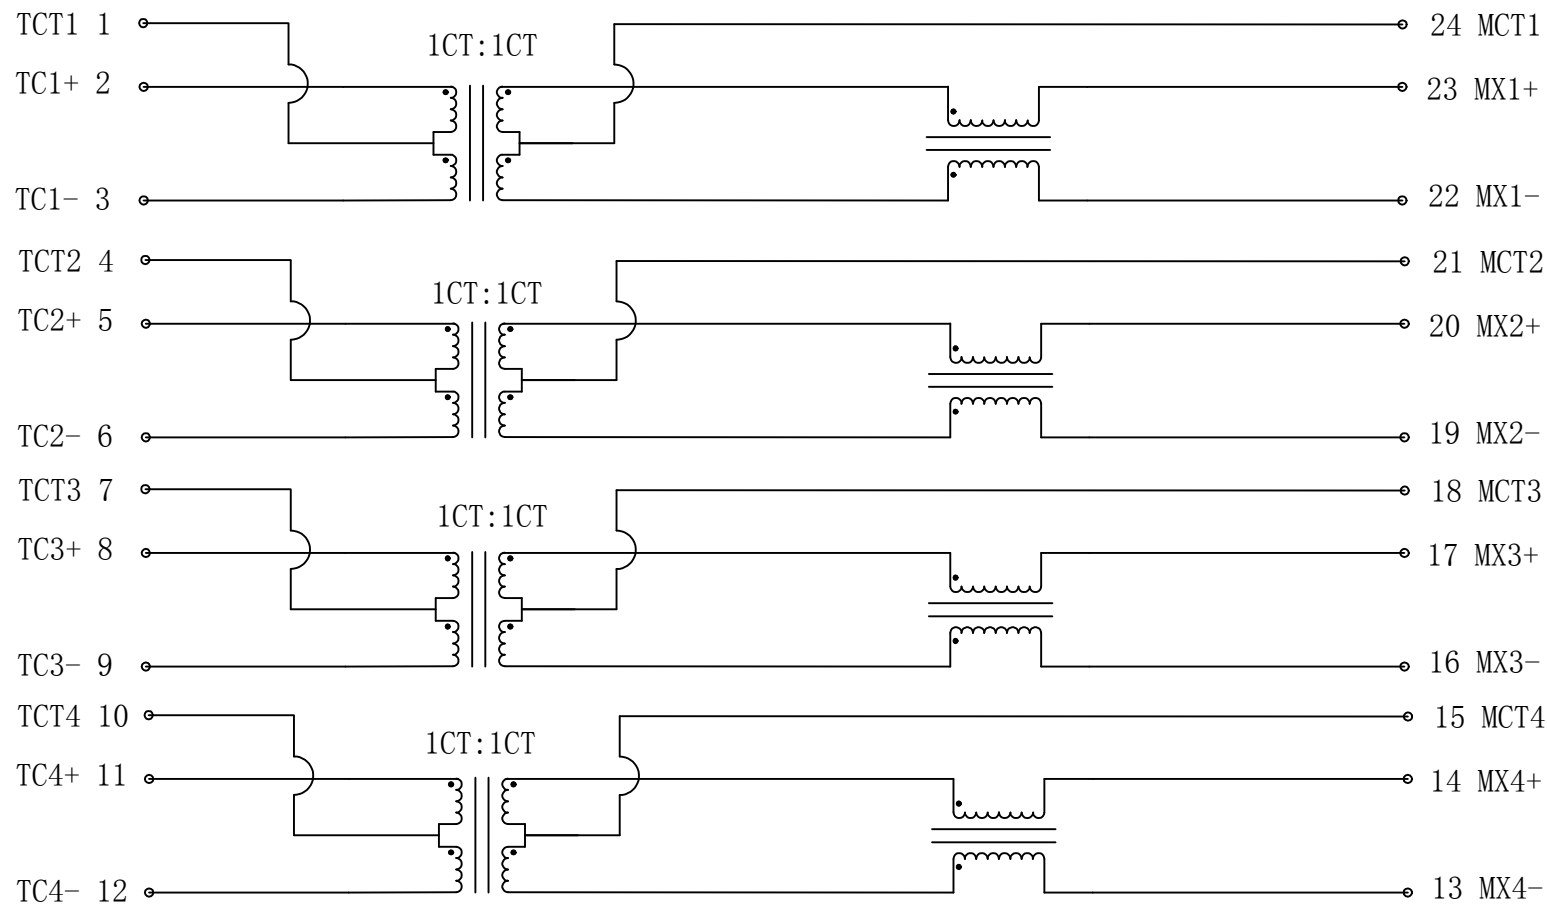 TCT1 1
24 MCT1
1CT:1CT
TC1+ 2
23 MX1+
TC1- 3
22 MX1-
TCT2 4
21 MCT2
1CT:1CT
TC2+ 5
20 MX2+
TC2- 6
19 MX2-
TCT3 7
18 MCT3
1CT:1CT
TC3+ 8
17 MX3+
TC3- 9
16 MX3-
TCT4 10
15 MCT4
1CT:1CT
TC4+ 11
14 MX4+
TC4- 12
13 MX4-